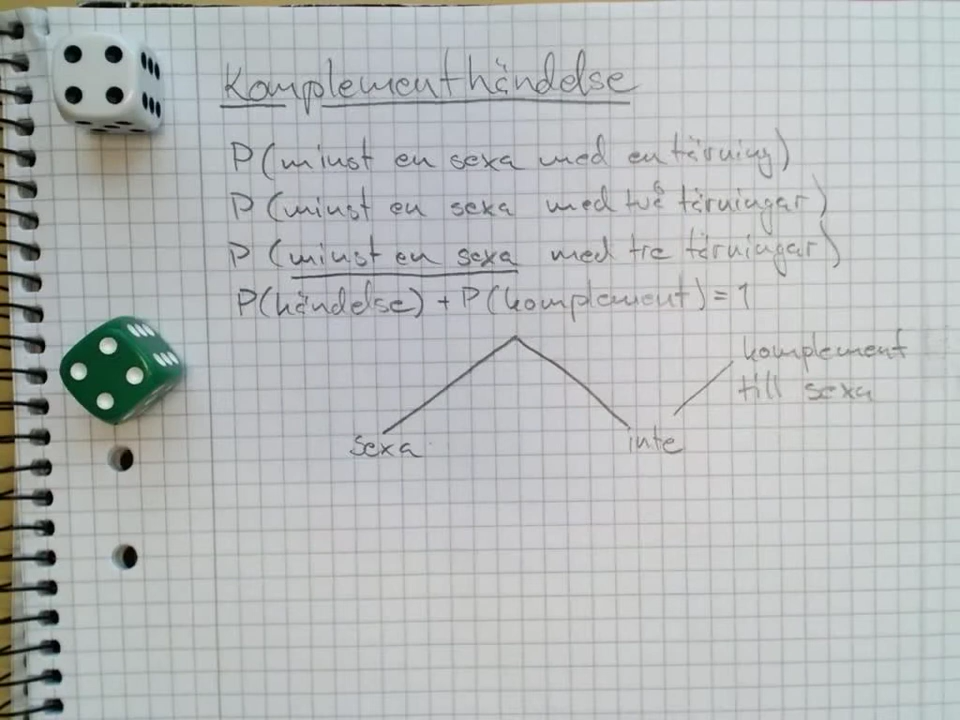 Komplementhändelse
P(minst en sexa med en tärning)
P(minst en sexa med två tärningar)
P(minst en sexa med tre tärningar)
P(händelse) + P(komplement) = 1
komplement
till sexa
sexa
inte